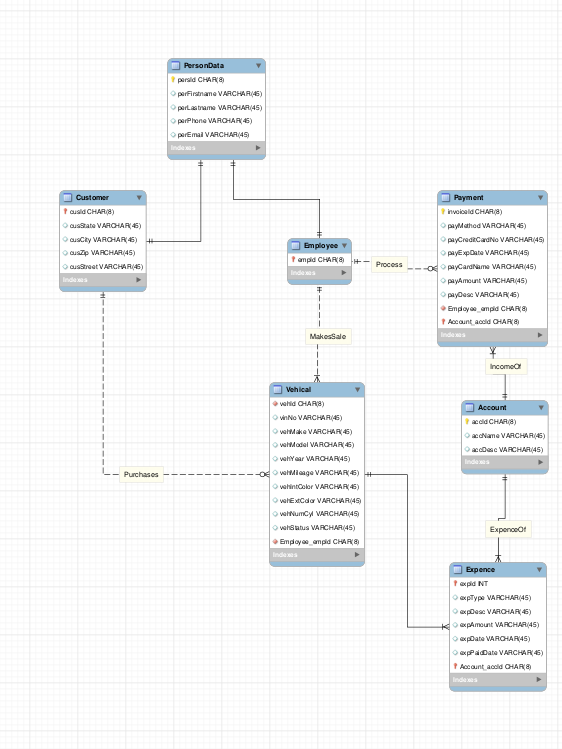 PersonData
persId CHAR(8)
perFirstname VARCHAR(45)
perLastname VARCHAR(45)
perPhone VARCHAR(45)
perEmail VARCHAR(45)
Indexes
Customer
cusId CHAR(8)
cusState VARCHAR(45)
cusCity VARCHAR(45)
cusZip VARCHAR(45)
cusStreet VARCHAR(45)
Indexes
Employee
empId CHAR(8)
Indexes
Process
Payment
invoiceId CHAR(8)
payMethod VARCHAR(45)
payCreditCardNo VARCHAR(45)
payExpDate VARCHAR(45)
payCardName VARCHAR(45)
payAmount VARCHAR(45)
payDesc VARCHAR(45)
Employee_empId CHAR(8)
Account_accId CHAR(8)
Indexes
MakesSale
IncomeOf
Vehical
vehId CHAR(8)
vinNo VARCHAR(45)
vehMake VARCHAR(45)
vehModel VARCHAR(45)
vehYear VARCHAR(45)
vehMileage VARCHAR(45)
vehIntColor VARCHAR(45)
vehExtColor VARCHAR(45)
vehNumCyl VARCHAR(45)
vehStatus VARCHAR(45)
Employee_empId CHAR(8)
Indexes
Account
accId CHAR(8)
accName VARCHAR(45)
accDesc VARCHAR(45)
Indexes
Purchases
ExpenceOf
Expence
expId INT
expType VARCHAR(45)
expDesc VARCHAR(45)
expAmount VARCHAR(45)
expDate VARCHAR(45)
expPaidDate VARCHAR(45)
Account_accId CHAR(8)
Indexes